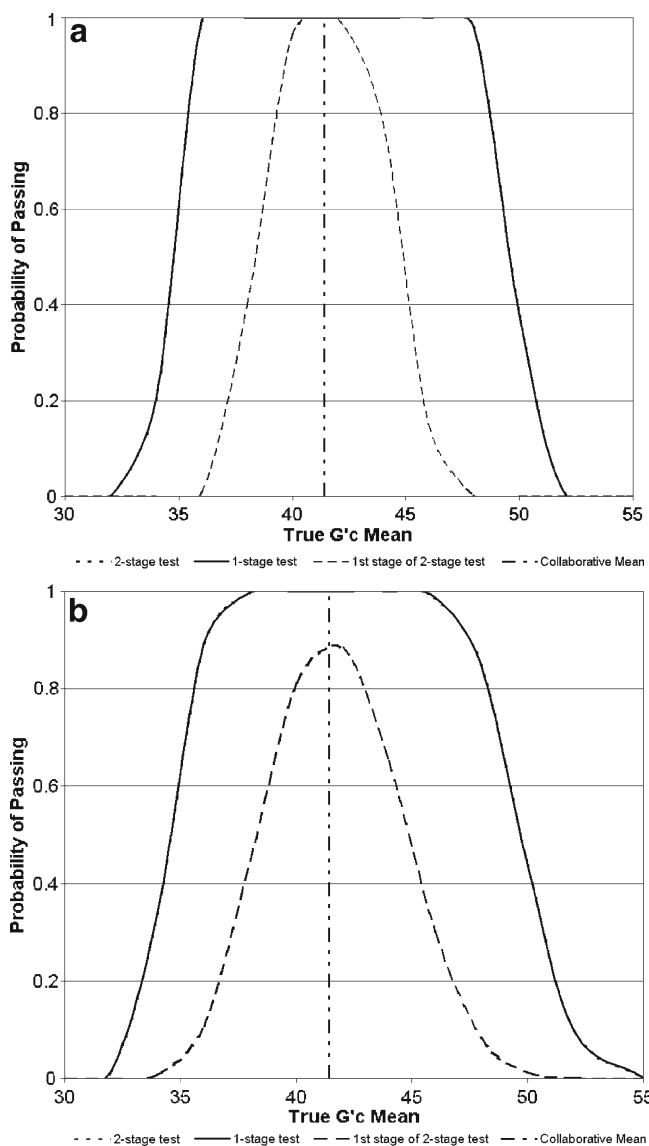 a
1
0.8
0.6
0.4
0.2
0
Probability of Passing
30 35 40 45 50 55
True G'c Mean
2-stage test 1-stage test 1st stage of 2-stage test Collaborative Mean
b
1
0.8
0.6
0.4
0.2
0
Probability of Passing
30 35 40 45 50 55
True G'c Mean
2-stage test 1-stage test 1st stage of 2-stage test Collaborative Mean